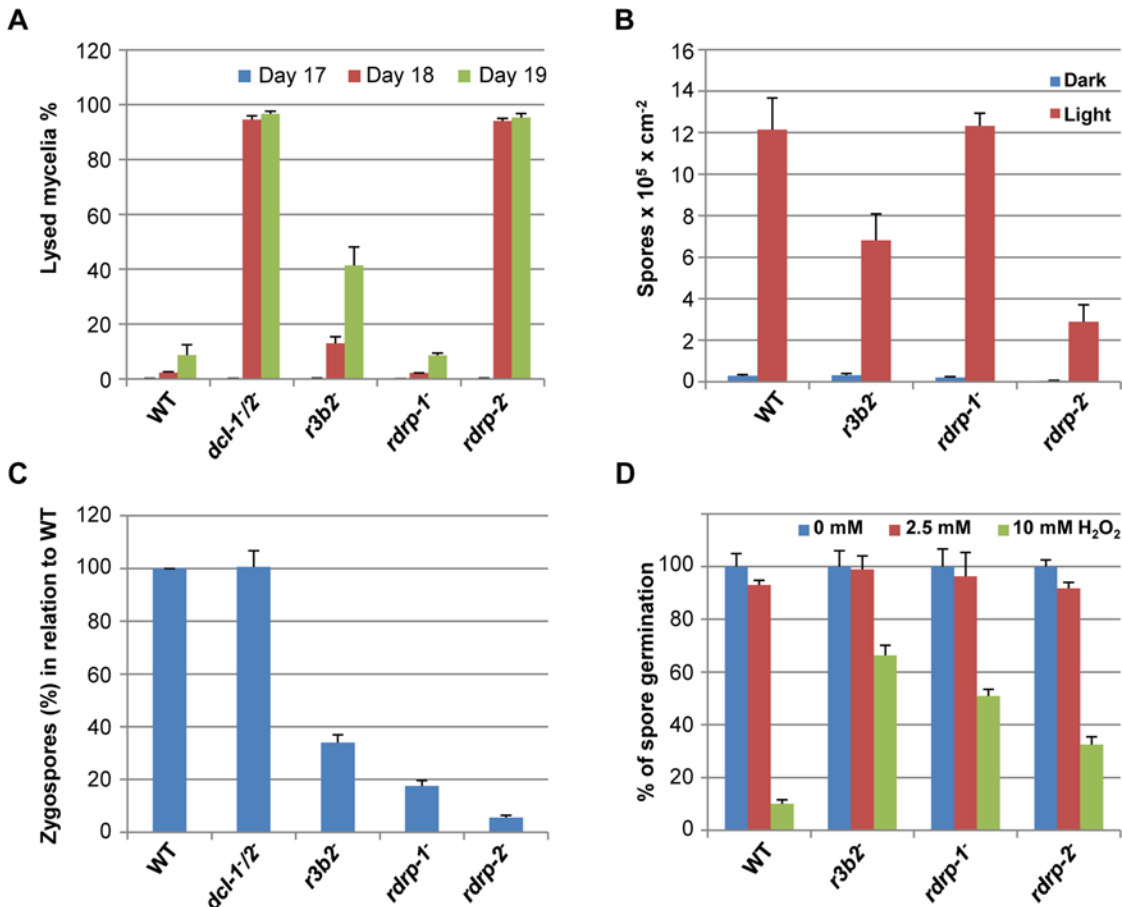 A
Lysed mycelia %
120
100
80
60
40
20
0
Day 17 Day 18 Day 19
WT dcl-1⁻/2⁻ r3b2⁻ rdrp-1⁻ rdrp-2⁻
B
Spores x 10⁵ x cm⁻²
16
14
12
10
8
6
4
2
0
Dark
Light
WT r3b2⁻ rdrp-1⁻ rdrp-2⁻
C
Zygospores (%) in relation to WT
120
100
80
60
40
20
0
WT dcl-1⁻/2⁻ r3b2⁻ rdrp-1⁻ rdrp-2⁻
D
% of spore germination
100
80
60
40
20
0
0 mM 2.5 mM 10 mM H₂O₂
WT r3b2⁻ rdrp-1⁻ rdrp-2⁻